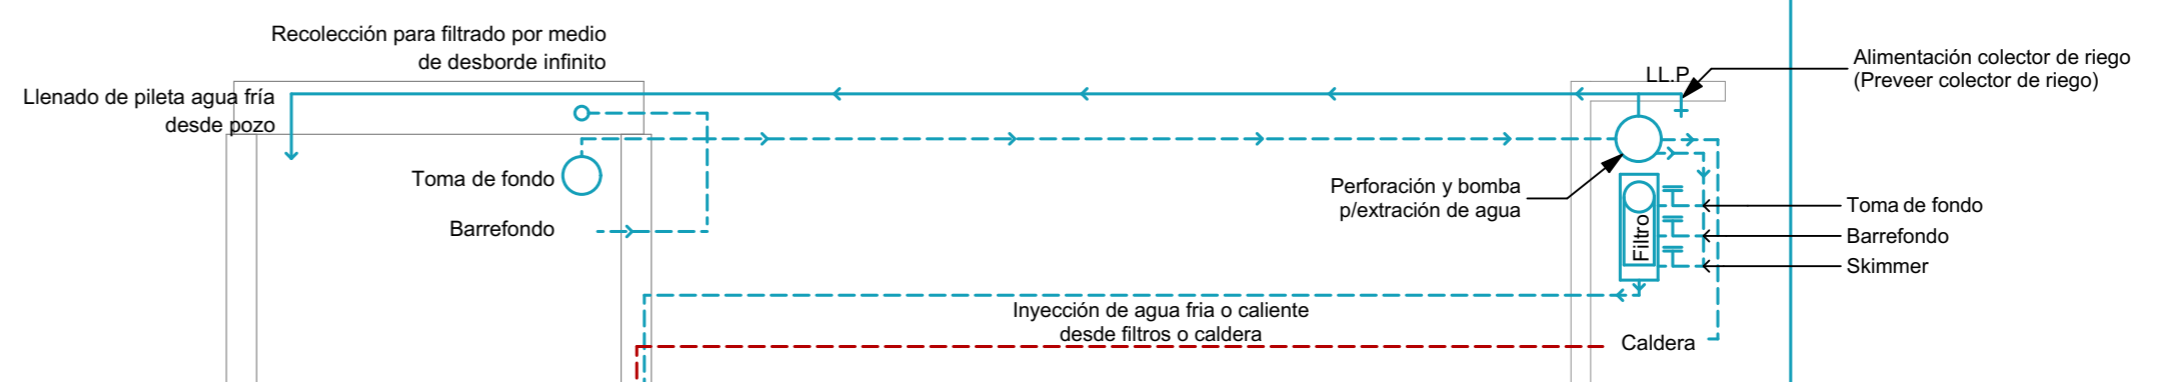 Recolección para filtrado por medio
de desborde infinito
Llenado de pileta agua fría
desde pozo
Toma de fondo
Barrefondo
LL.P
Alimentación colector de riego
(Preveer colector de riego)
Perforación y bomba
p/extracción de agua
Filtro
Toma de fondo
Barrefondo
Skimmer
Inyección de agua fria o caliente
desde filtros o caldera
Caldera